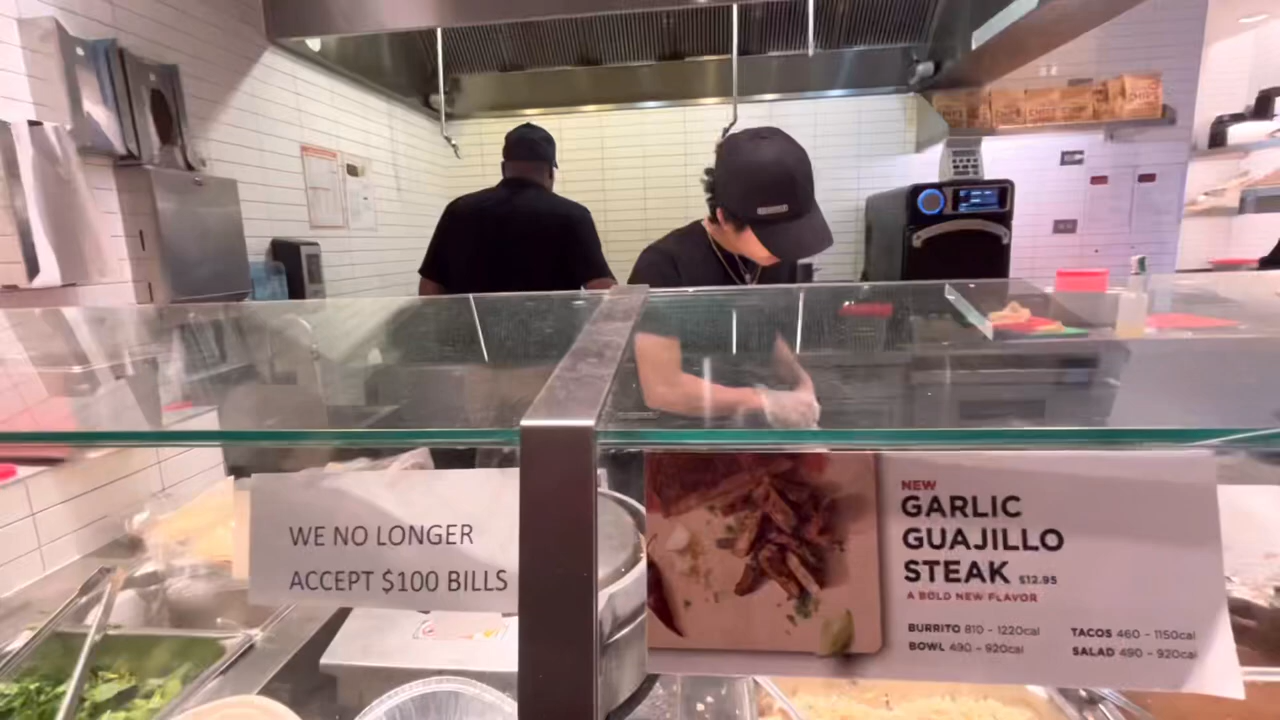 WE NO LONGER
ACCEPT $100 BILLS
NEW
GARLIC
GUAJILLO
STEAK $12.95
A BOLD NEW FLAVOR
BURRITO 810 - 1220cal
TACOS 460 - 1150cal
BOWL 490 - 920cal
SALAD 490 - 920cal